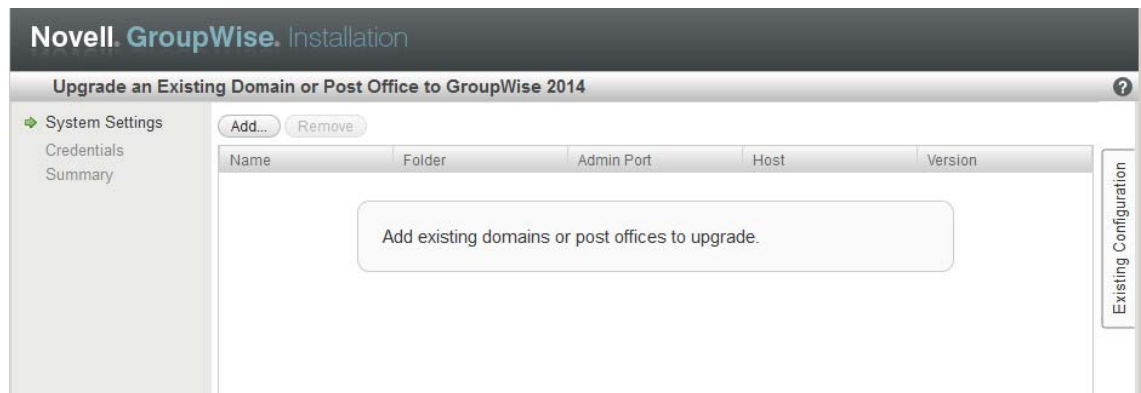 Novell. GroupWise. Installation
Upgrade an Existing Domain or Post Office to GroupWise 2014
?
System Settings
Credentials
Summary
Add... Remove
Name Folder Admin Port Host Version
Add existing domains or post offices to upgrade.
Existing Configuration